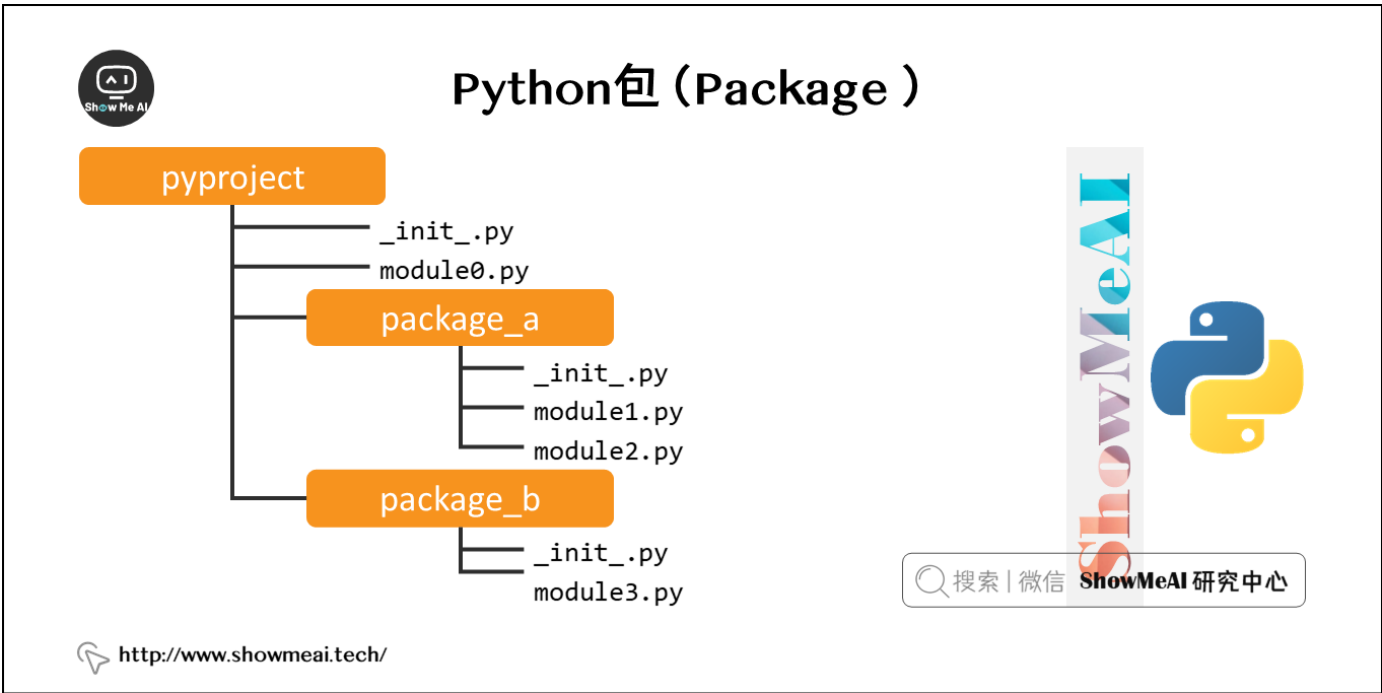 Show Me AI
Python包（Package ）
pyproject
_init_.py
module0.py
package_a
_init_.py
module1.py
module2.py
package_b
_init_.py
module3.py
ShowMeAI
搜索 | 微信 ShowMeAI 研究中心
http://www.showmeai.tech/